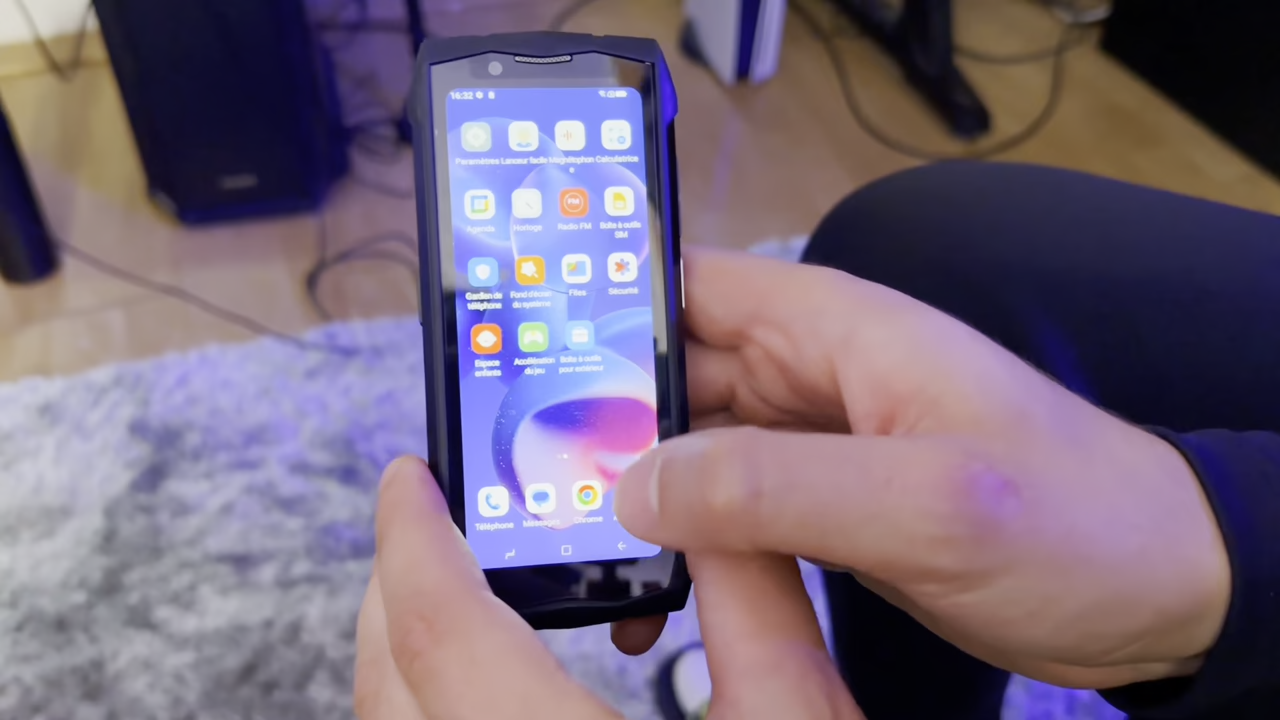 16:32
Paramètres Lanceur facile Magnétophon Calculatrice
Agenda Horloge Radio FM Boîte à outils
SIM
FM
Gardien de Fond d'écran Files Sécurité
téléphone du système
Espace Accélération Boîte à outils
enfants du jeu pour extérieur
Téléphone Messages Chrome